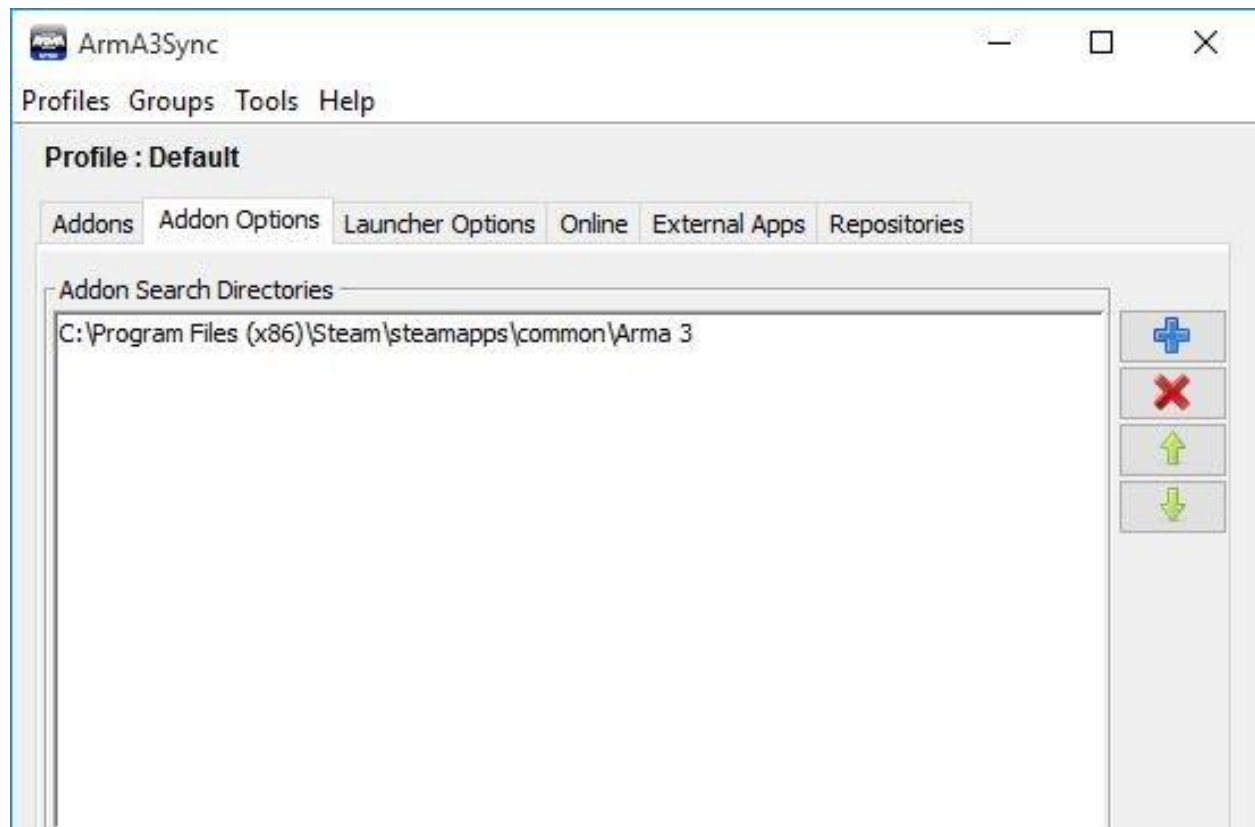 ArmA3Sync
Profiles Groups Tools Help
Profile : Default
Addons Addon Options Launcher Options Online External Apps Repositories
Addon Search Directories
C:\Program Files (x86)\Steam\steamapps\common\Arma 3